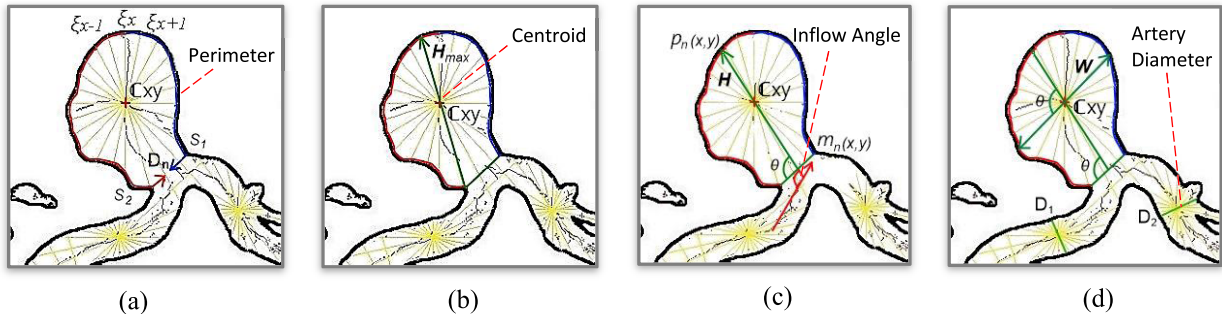 ξx-1 ξx ξx+1
Perimeter
ℂxy
S1
Dn
S2
(a)
Hmax
Centroid
ℂxy
(b)
pn(x,y)
Inflow Angle
H
ℂxy
mn(x,y)
θ
(c)
Artery
Diameter
W
θ
ℂxy
θ
D1
D2
(d)